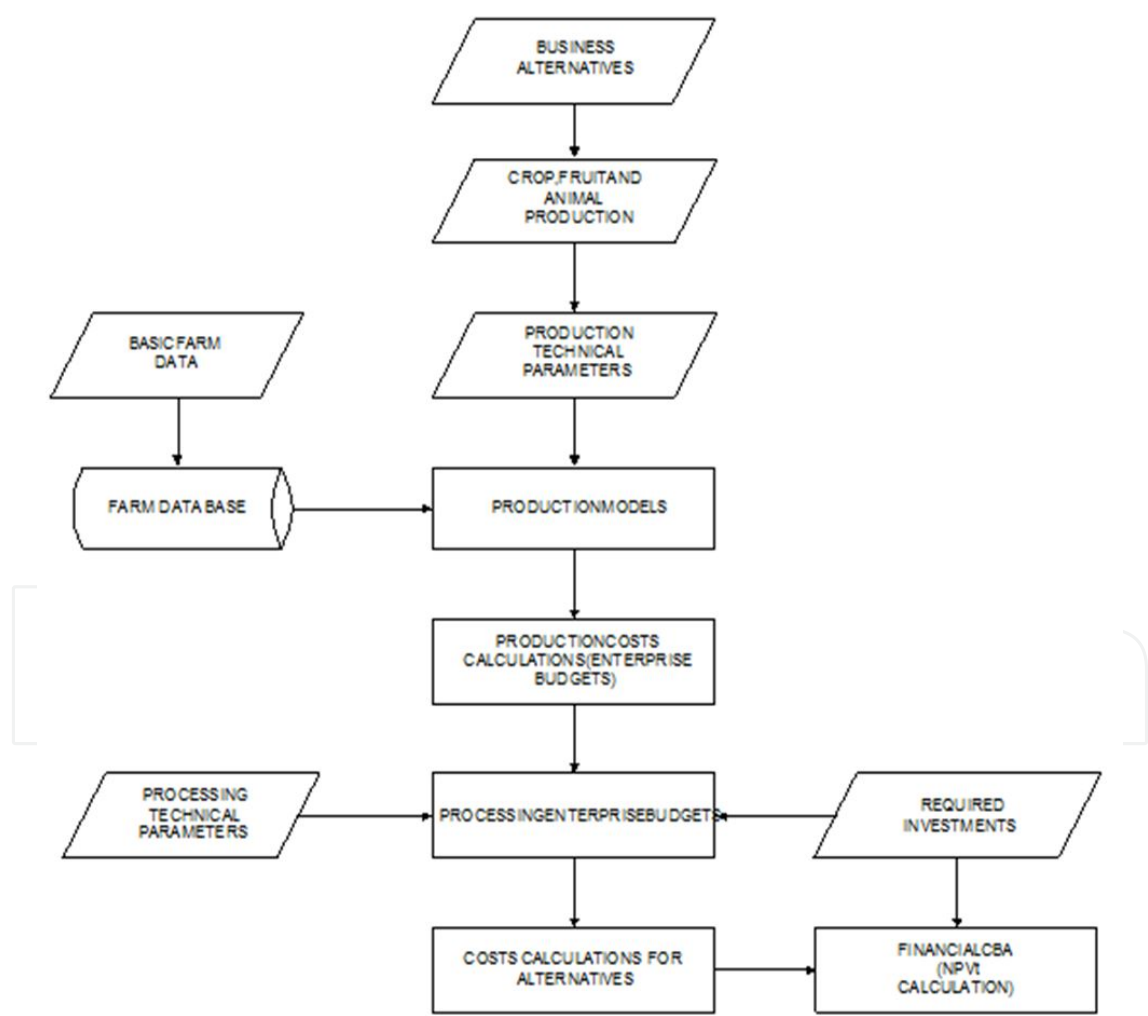 BUSINESS
ALTERNATIVES
CROP,FRUITAND
ANIMAL
PRODUCTION
BASICFARM
DATA
PRODUCTION
TECHNICAL
PARAMETERS
FARM DATA BASE
PRODUCTIONMODELS
PRODUCTIONCOSTS
CALCULATIONS(ENTERPRISE
BUDGETS)
PROCESSING
TECHNICAL
PARAMETERS
PROCESSINGENTERPRISEBUDGETS
REQUIRED
INVESTMENTS
COSTS CALCULATIONS FOR
ALTERNATIVES
FINANCIALCBA
(NPVt
CALCULATION)